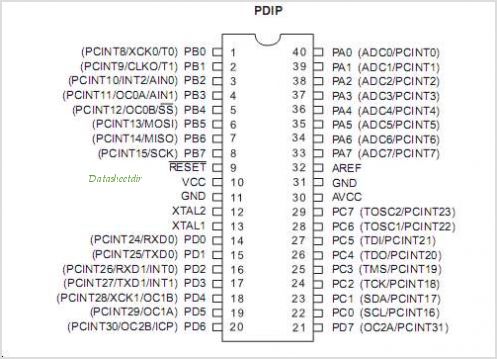 PDIP
(PCINT8/XCK0/T0) PB0 1 40 PA0 (ADC0/PCINT0)
(PCINT9/CLKO/T1) PB1 2 39 PA1 (ADC1/PCINT1)
(PCINT10/INT2/AIN0) PB2 3 38 PA2 (ADC2/PCINT2)
(PCINT11/OC0A/AIN1) PB3 4 37 PA3 (ADC3/PCINT3)
(PCINT12/OC0B/SS) PB4 5 36 PA4 (ADC4/PCINT4)
(PCINT13/MOSI) PB5 6 35 PA5 (ADC5/PCINT5)
(PCINT14/MISO) PB6 7 34 PA6 (ADC6/PCINT6)
(PCINT15/SCK) PB7 8 33 PA7 (ADC7/PCINT7)
RESET 9 32 AREF
Datasheetdir
VCC 10 31 GND
GND 11 30 AVCC
XTAL2 12 29 PC7 (TOSC2/PCINT23)
XTAL1 13 28 PC6 (TOSC1/PCINT22)
(PCINT24/RXD0) PD0 14 27 PC5 (TDI/PCINT21)
(PCINT25/TXD0) PD1 15 26 PC4 (TDO/PCINT20)
(PCINT26/RXD1/INT0) PD2 16 25 PC3 (TMS/PCINT19)
(PCINT27/TXD1/INT1) PD3 17 24 PC2 (TCK/PCINT18)
(PCINT28/XCK1/OC1B) PD4 18 23 PC1 (SDA/PCINT17)
(PCINT29/OC1A) PD5 19 22 PC0 (SCL/PCINT16)
(PCINT30/OC2B/ICP) PD6 20 21 PD7 (OC2A/PCINT31)